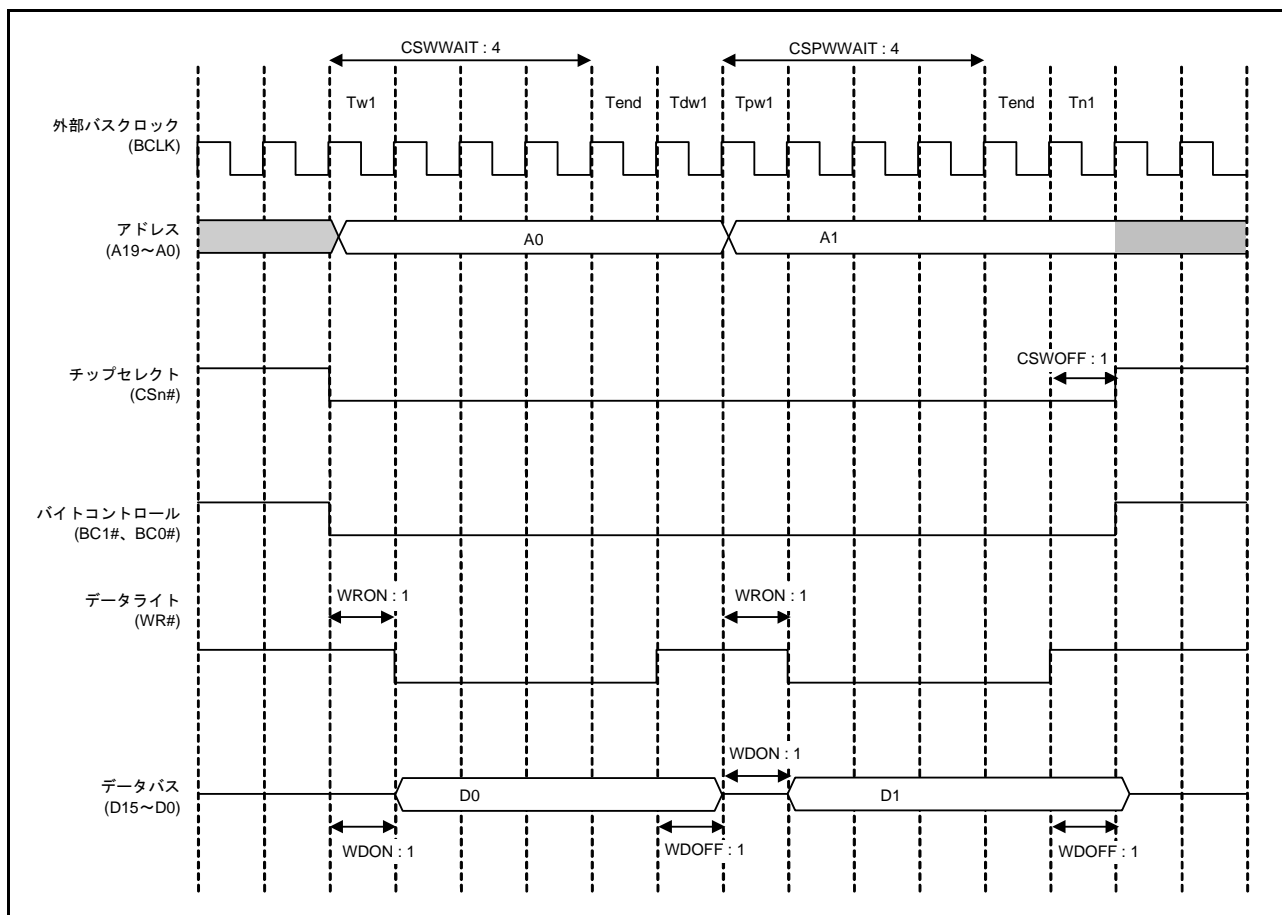 CSWWAIT : 4
CSPWWAIT : 4
Tw1
Tend
Tdw1
Tpw1
Tend
Tn1
外部バスクロック
(BCLK)
アドレス
(A19～A0)
A0
A1
チップセレクト
(CSn#)
CSWOFF : 1
バイトコントロール
(BC1#、BC0#)
データライト
(WR#)
WRON : 1
WRON : 1
データバス
(D15～D0)
WDON : 1
D0
D1
WDON : 1
WDOFF : 1
WDOFF : 1